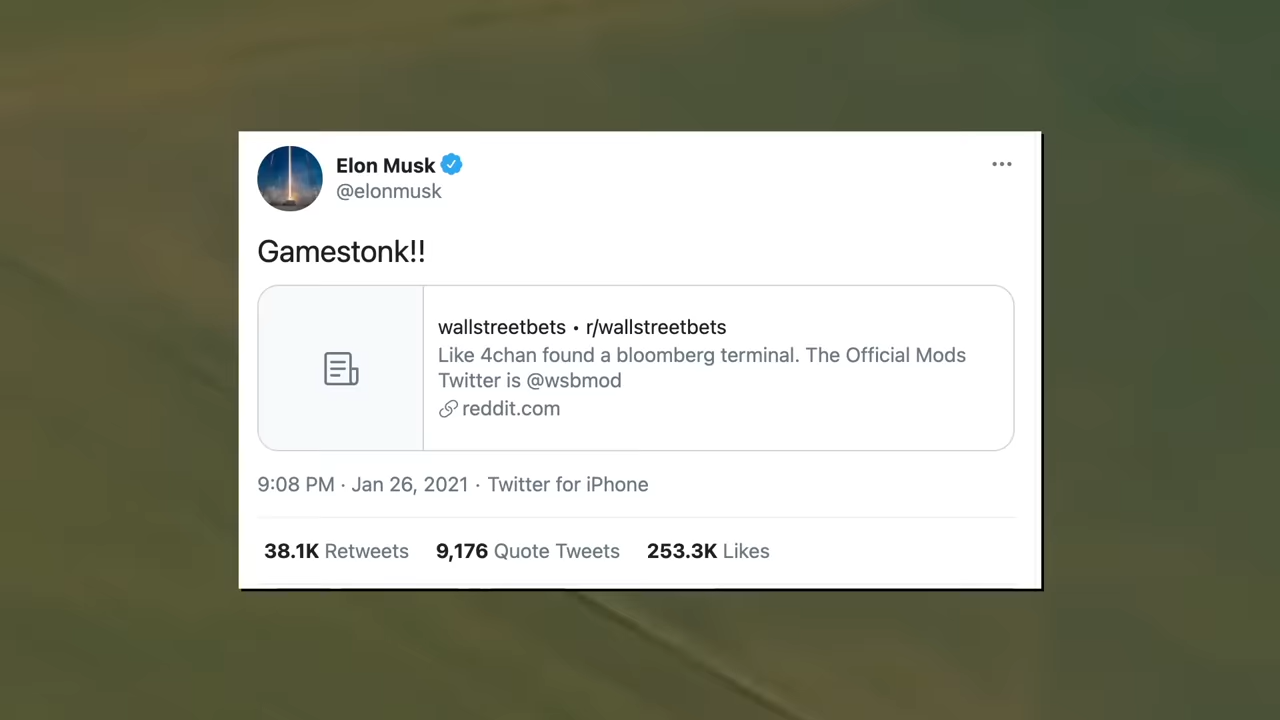 Elon Musk
@elonmusk
Gamestonk!!
wallstreetbets • r/wallstreetbets
Like 4chan found a bloomberg terminal. The Official Mods
Twitter is @wsbmod
reddit.com
9:08 PM · Jan 26, 2021 · Twitter for iPhone
38.1K Retweets 9,176 Quote Tweets 253.3K Likes